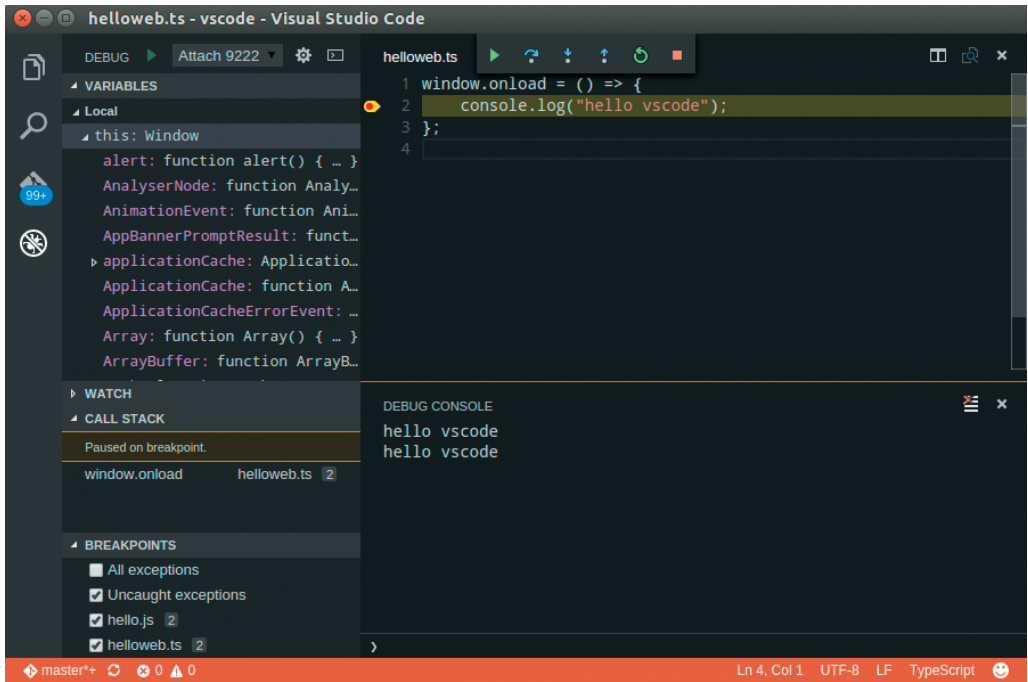 helloweb.ts - vscode - Visual Studio Code
DEBUG Attach 9222
VARIABLES
Local
this: Window
alert: function alert() { … }
AnalyserNode: function Analy…
AnimationEvent: function Ani…
AppBannerPromptResult: funct…
applicationCache: Applicatio…
ApplicationCache: function A…
ApplicationCacheErrorEvent: …
Array: function Array() { … }
ArrayBuffer: function ArrayB…
WATCH
CALL STACK
Paused on breakpoint.
window.onload helloweb.ts 2
BREAKPOINTS
All exceptions
Uncaught exceptions
hello.js 2
helloweb.ts 2
99+
helloweb.ts
1 window.onload = () => {
2 console.log("hello vscode");
3 };
4
DEBUG CONSOLE
hello vscode
hello vscode
master*+ 0 0 Ln 4, Col 1 UTF-8 LF TypeScript